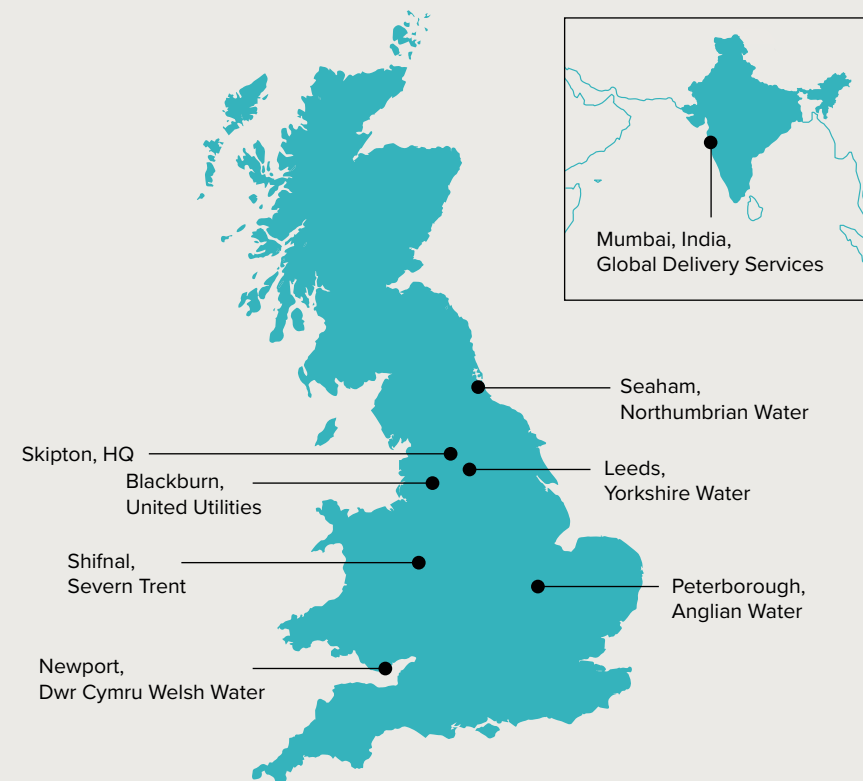 Mumbai, India,
Global Delivery Services
Seaham,
Northumbrian Water
Skipton, HQ
Leeds,
Yorkshire Water
Blackburn,
United Utilities
Shifnal,
Severn Trent
Peterborough,
Anglian Water
Newport,
Dwr Cymru Welsh Water